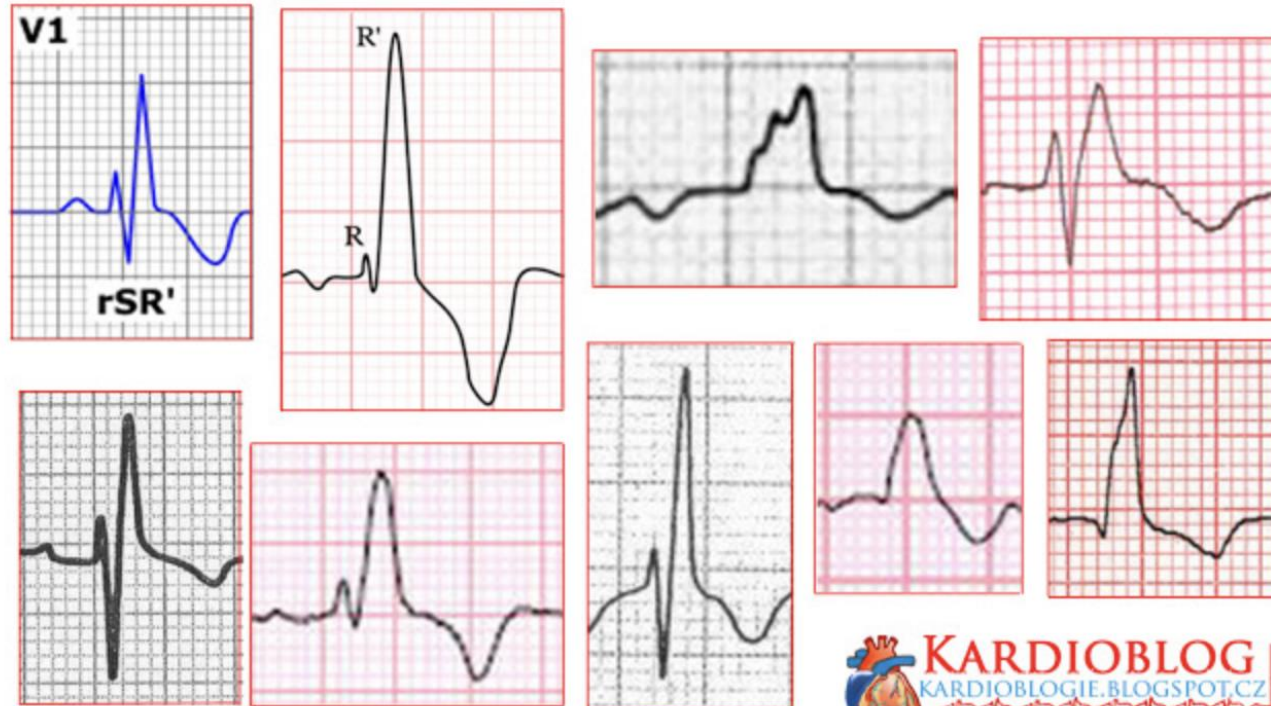 V1
rSR'
R'
R
KARDIOBLOG
KARDIOBLOGIE.BLOGSPOT.CZ